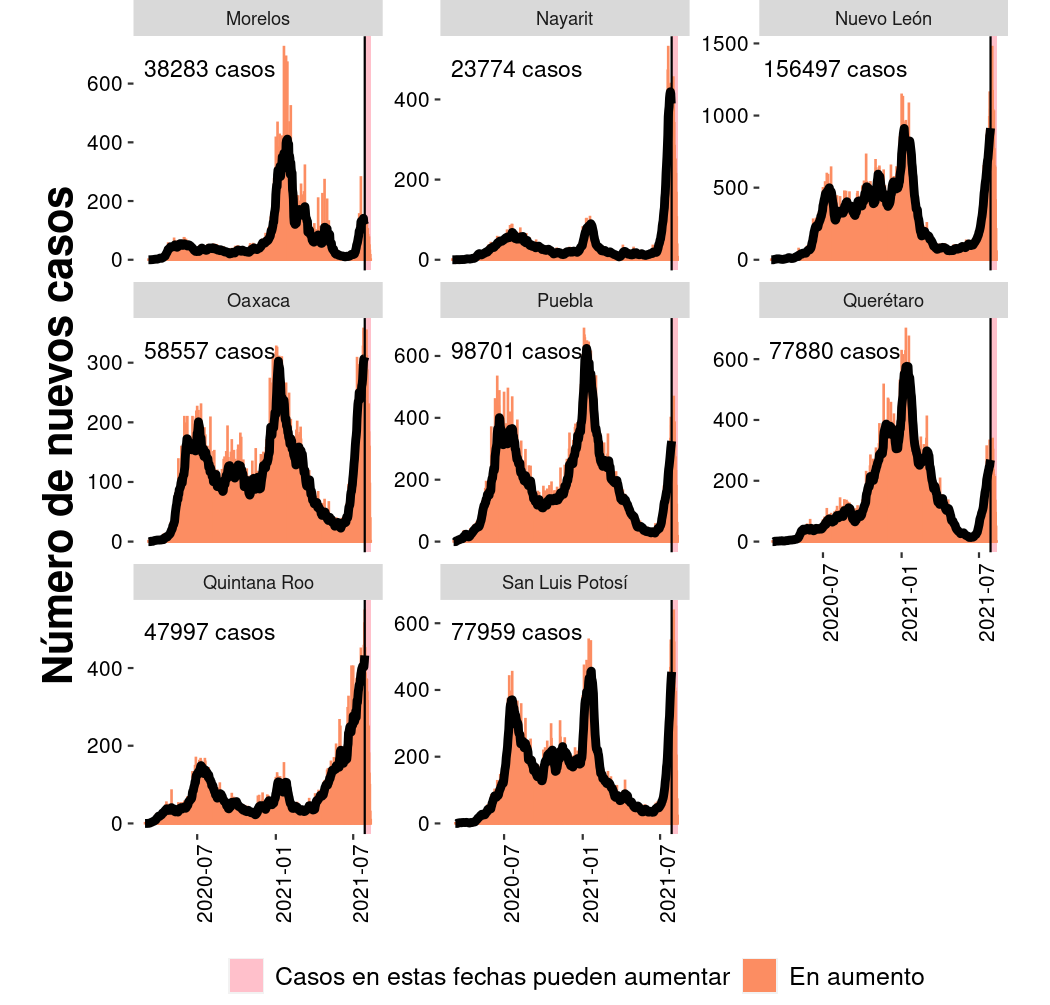 Número de nuevos casos
Morelos
38283 casos
600
400
200
0
Nayarit
23774 casos
400
200
0
Nuevo León
156497 casos
1500
1000
500
0
Oaxaca
58557 casos
300
200
100
0
Puebla
98701 casos
600
400
200
0
Querétaro
77880 casos
600
400
200
0
2020-07
2021-01
2021-07
Quintana Roo
47997 casos
400
200
0
2020-07
2021-01
2021-07
San Luis Potosí
77959 casos
600
400
200
0
2020-07
2021-01
2021-07
Casos en estas fechas pueden aumentar
En aumento